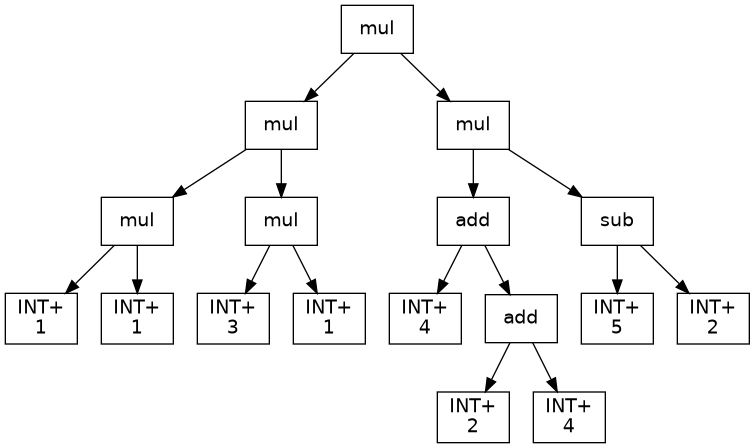 mul
mul
mul
mul
mul
add
sub
INT+
1
INT+
1
INT+
3
INT+
1
INT+
4
add
INT+
5
INT+
2
INT+
2
INT+
4